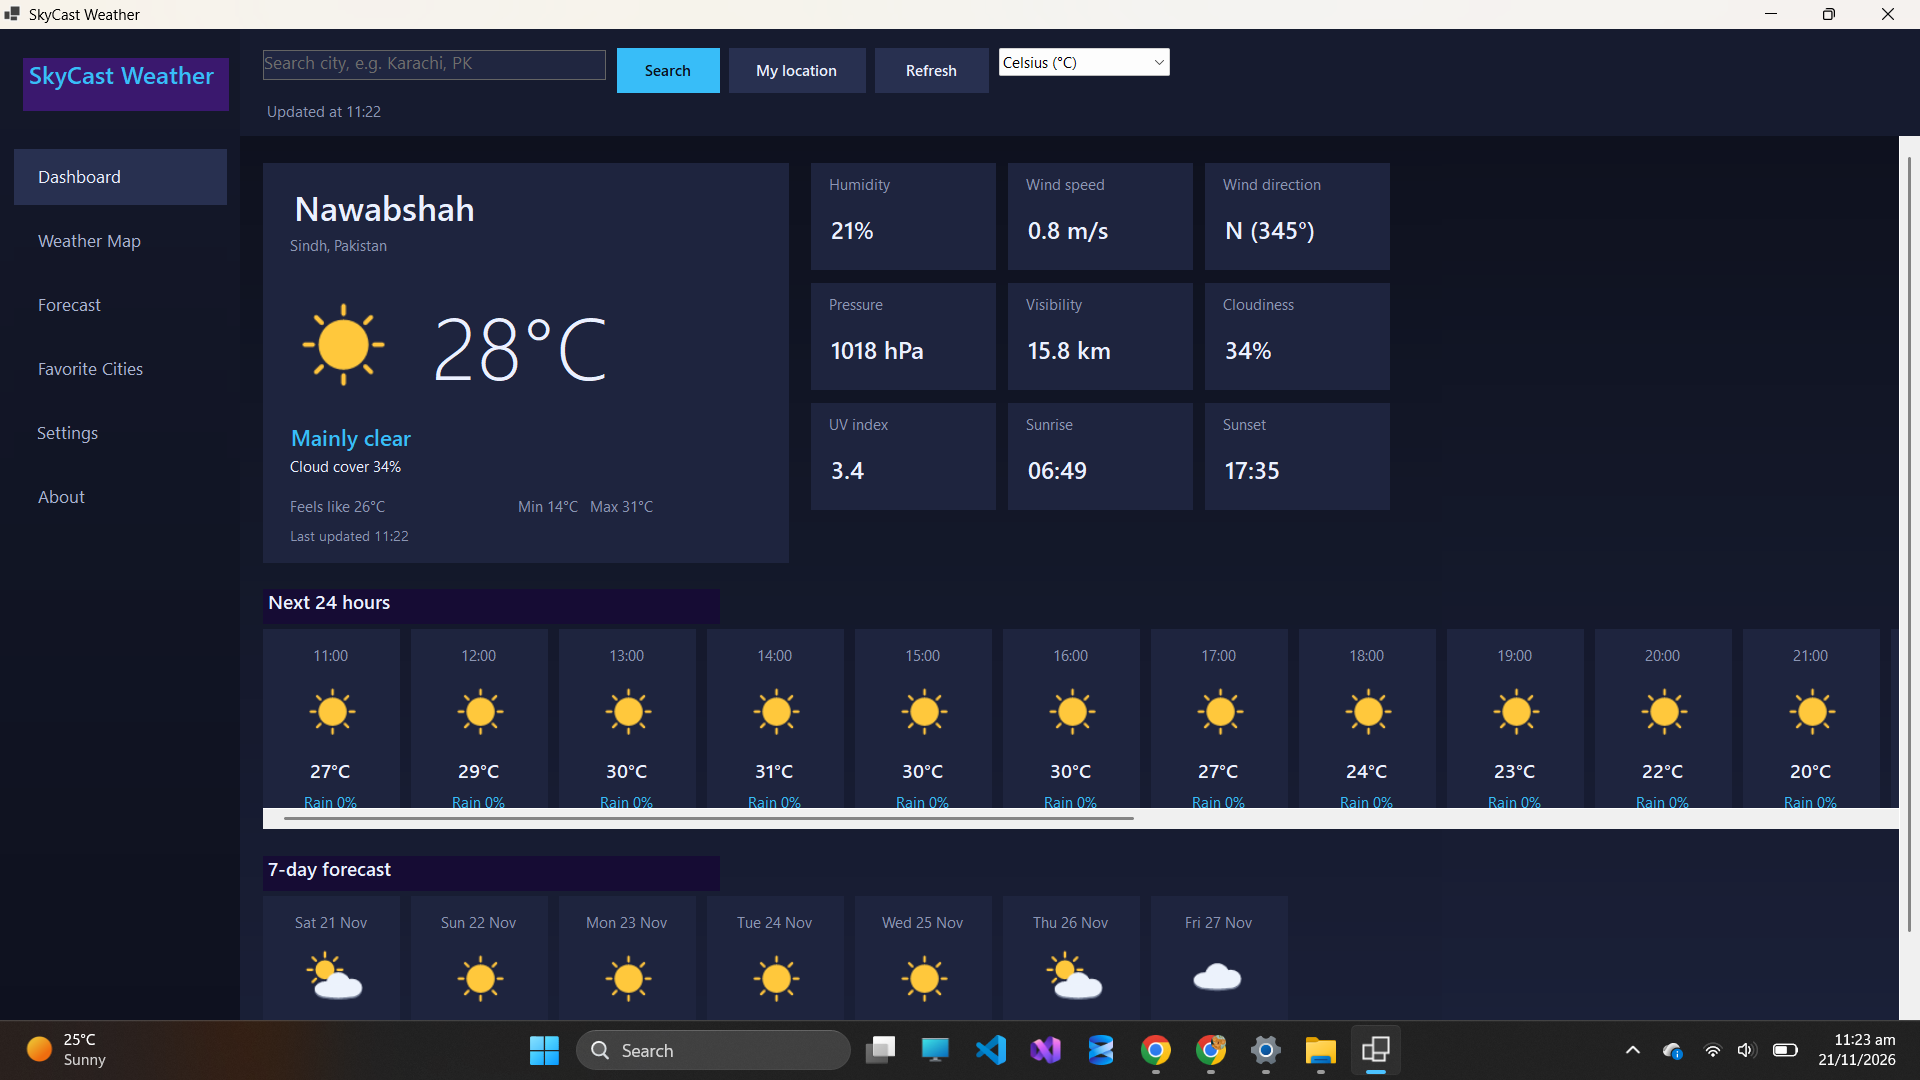 SkyCast Weather
SkyCast Weather
Search city, e.g. Karachi, PK
Search
My location
Refresh
Celsius (°C)
Updated at 11:22
Dashboard
Weather Map
Forecast
Favorite Cities
Settings
About
Nawabshah
Sindh, Pakistan
28°C
Mainly clear
Cloud cover 34%
Feels like 26°C
Min 14°C Max 31°C
Last updated 11:22
Humidity
21%
Wind speed
0.8 m/s
Wind direction
N (345°)
Pressure
1018 hPa
Visibility
15.8 km
Cloudiness
34%
UV index
3.4
Sunrise
06:49
Sunset
17:35
Next 24 hours
11:00
27°C
Rain 0%
12:00
29°C
Rain 0%
13:00
30°C
Rain 0%
14:00
31°C
Rain 0%
15:00
30°C
Rain 0%
16:00
30°C
Rain 0%
17:00
27°C
Rain 0%
18:00
24°C
Rain 0%
19:00
23°C
Rain 0%
20:00
22°C
Rain 0%
21:00
20°C
Rain 0%
7-day forecast
Sat 21 Nov
Sun 22 Nov
Mon 23 Nov
Tue 24 Nov
Wed 25 Nov
Thu 26 Nov
Fri 27 Nov
25°C
Sunny
Search
11:23 am
21/11/2026